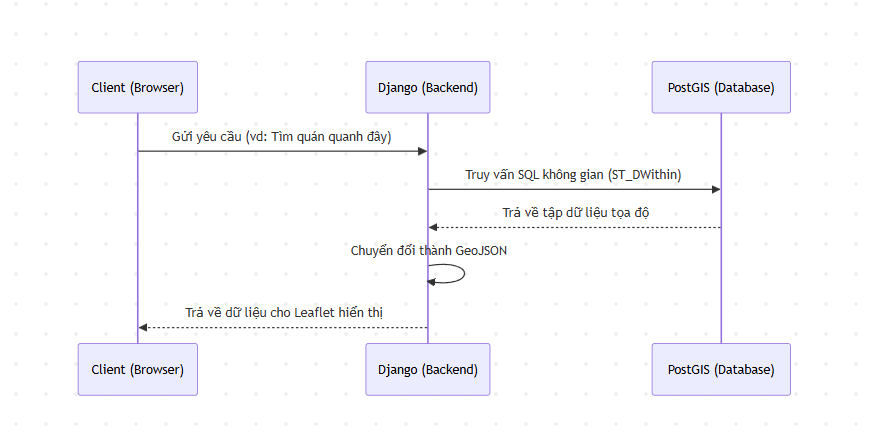 Client (Browser)
Django (Backend)
PostGIS (Database)
Gửi yêu cầu (vd: Tìm quán quanh đây)
Truy vấn SQL không gian (ST_DWithin)
Trả về tập dữ liệu tọa độ
Chuyển đổi thành GeoJSON
Trả về dữ liệu cho Leaflet hiển thị
Client (Browser)
Django (Backend)
PostGIS (Database)